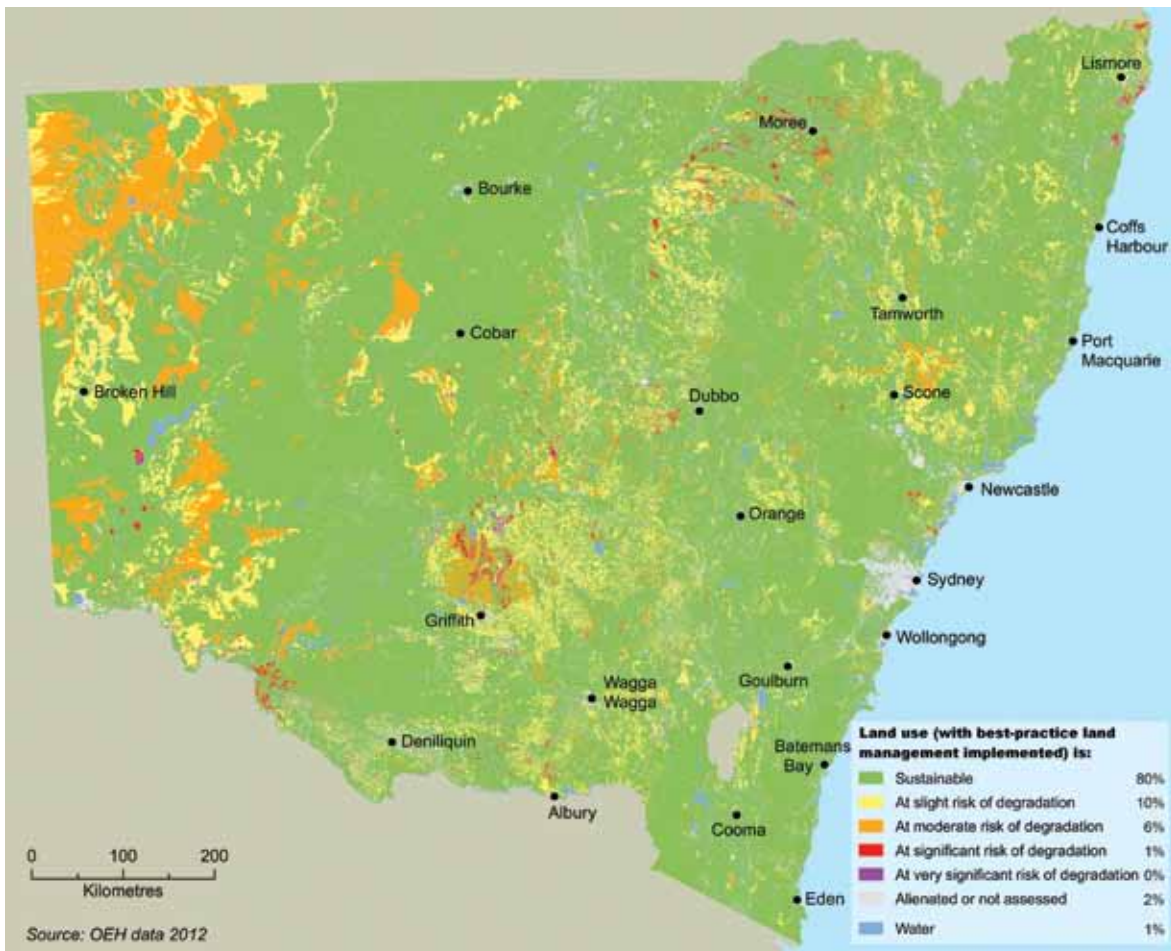 Lismore
Moree
Bourke
Coffs
Harbour
Tamworth
Cobar
Port
Macquarie
Broken Hill
Scone
Dubbo
Newcastle
Orange
Sydney
Griffith
Wollongong
Goulburn
Wagga
Wagga
Deniliquin
Batemans
Bay
Albury
Cooma
Eden
Land use (with best-practice land
management implemented) is:
Sustainable 80%
At slight risk of degradation 10%
At moderate risk of degradation 6%
At significant risk of degradation 1%
At very significant risk of degradation 0%
Alienated or not assessed 2%
Water 1%
0 100 200
Kilometres
Source: OEH data 2012